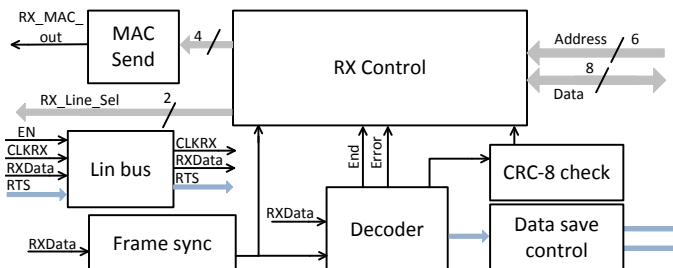 RX_MAC_
out
MAC
Send
4
RX Control
Address
6
8
Data
RX_Line_Sel
2
EN
CLKRX
RXData
RTS
Lin bus
CLKRX
RXData
RTS
End
Error
CRC-8 check
RXData
Decoder
RXData
Frame sync
Data save
control